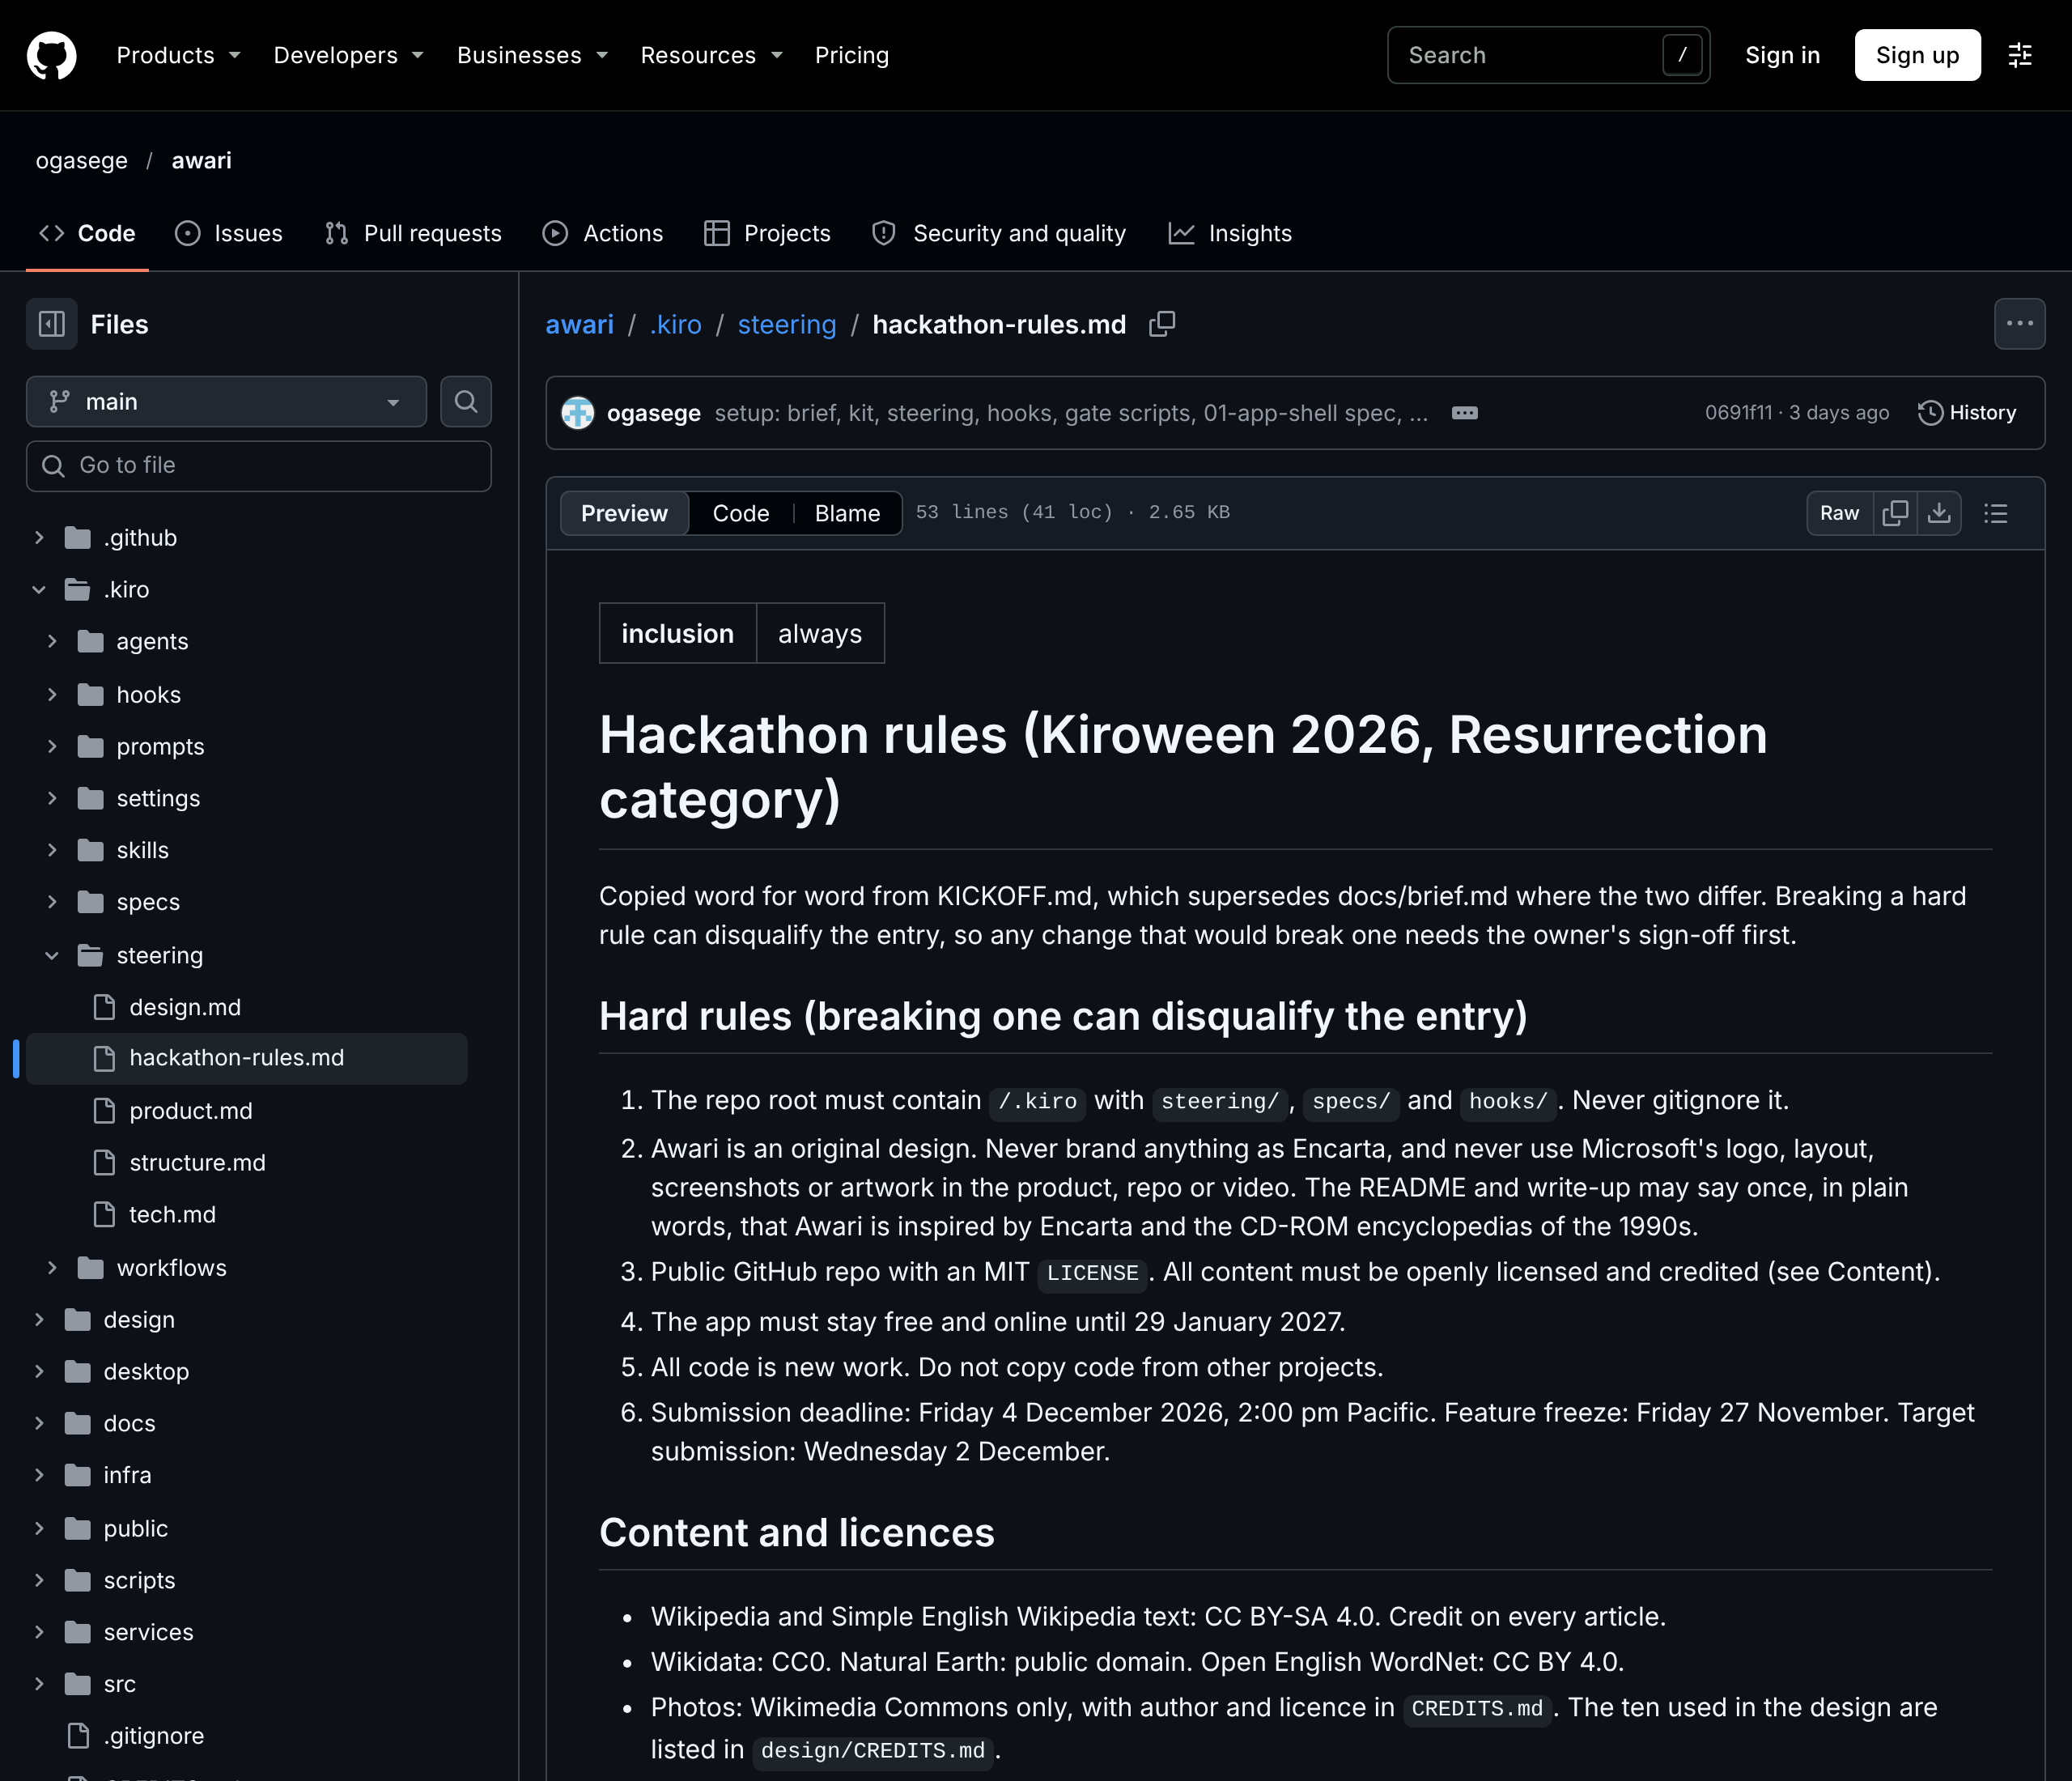 Products Developers Businesses Resources Pricing Search / Sign in Sign up
ogasege / awari
Code Issues Pull requests Actions Projects Security and quality Insights
Files
main
Go to file
.github
.kiro
agents
hooks
prompts
settings
skills
specs
steering
design.md
hackathon-rules.md
product.md
structure.md
tech.md
workflows
design
desktop
docs
infra
public
scripts
services
src
.gitignore
awari / .kiro / steering / hackathon-rules.md
ogasege setup: brief, kit, steering, hooks, gate scripts, 01-app-shell spec, ... 0691f11 · 3 days ago History
Preview Code Blame 53 lines (41 loc) · 2.65 KB Raw
inclusion always
Hackathon rules (Kiroween 2026, Resurrection
category)
Copied word for word from KICKOFF.md, which supersedes docs/brief.md where the two differ. Breaking a hard
rule can disqualify the entry, so any change that would break one needs the owner's sign-off first.
Hard rules (breaking one can disqualify the entry)
1. The repo root must contain /.kiro with steering/, specs/ and hooks/. Never gitignore it.
2. Awari is an original design. Never brand anything as Encarta, and never use Microsoft's logo, layout,
screenshots or artwork in the product, repo or video. The README and write-up may say once, in plain
words, that Awari is inspired by Encarta and the CD-ROM encyclopedias of the 1990s.
3. Public GitHub repo with an MIT LICENSE. All content must be openly licensed and credited (see Content).
4. The app must stay free and online until 29 January 2027.
5. All code is new work. Do not copy code from other projects.
6. Submission deadline: Friday 4 December 2026, 2:00 pm Pacific. Feature freeze: Friday 27 November. Target
submission: Wednesday 2 December.
Content and licences
• Wikipedia and Simple English Wikipedia text: CC BY-SA 4.0. Credit on every article.
• Wikidata: CC0. Natural Earth: public domain. Open English WordNet: CC BY 4.0.
• Photos: Wikimedia Commons only, with author and licence in CREDITS.md. The ten used in the design are
listed in design/CREDITS.md.